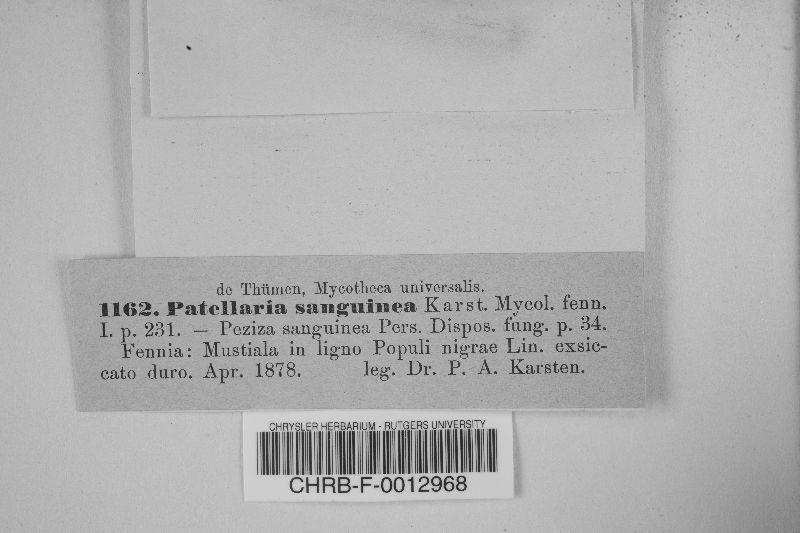 de Thümen, Mycotheca universalis.
1162. Patellaria sanguinea Karst. Mycol. fenn.
I. p. 231. — Peziza sanguinea Pers. Dispos. fung. p. 34.
Fennia: Mustiala in ligno Populi nigrae Lin. exsic-
cato duro. Apr. 1878. leg. Dr. P. A. Karsten.
CHRYSLER HERBARIUM - RUTGERS UNIVERSITY
CHRB-F-0012968